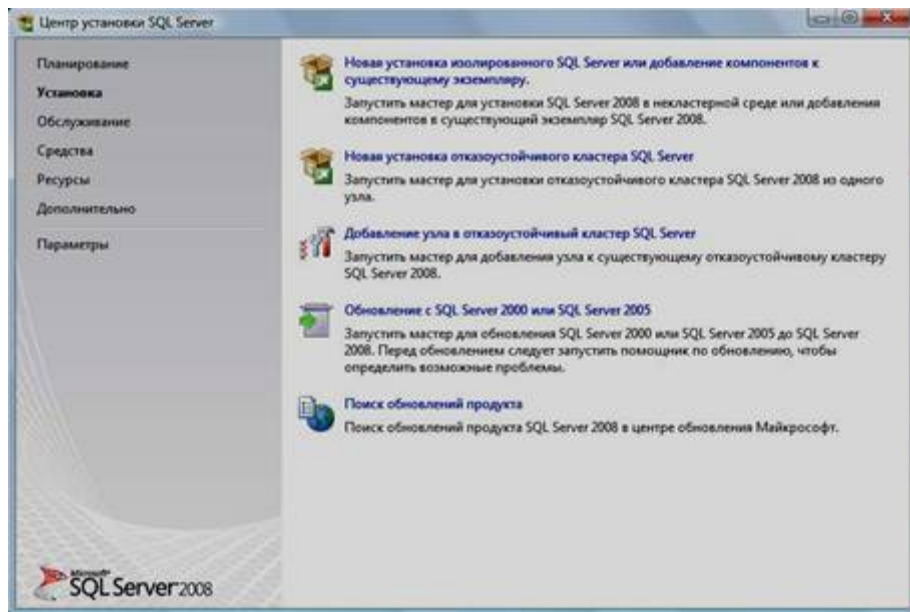 Центр установки SQL Server
Планирование
Установка
Обслуживание
Средства
Ресурсы
Дополнительно
Параметры
Новая установка изолированного SQL Server или добавление компонентов к
существующему экземпляру.
Запустить мастер для установки SQL Server 2008 в некластерной среде или добавления
компонентов в существующий экземпляр SQL Server 2008.
Новая установка отказоустойчивого кластера SQL Server
Запустить мастер для установки отказоустойчивого кластера SQL Server 2008 из одного
узла.
Добавление узла в отказоустойчивый кластер SQL Server
Запустить мастер для добавления узла к существующему отказоустойчивому кластеру
SQL Server 2008.
Обновление с SQL Server 2000 или SQL Server 2005
Запустить мастер для обновления SQL Server 2000 или SQL Server 2005 до SQL Server
2008. Перед обновлением следует запустить помощник по обновлению, чтобы
определить возможные проблемы.
Поиск обновлений продукта
Поиск обновлений продукта SQL Server 2008 в центре обновления Майкрософт.
Microsoft
SQL Server 2008